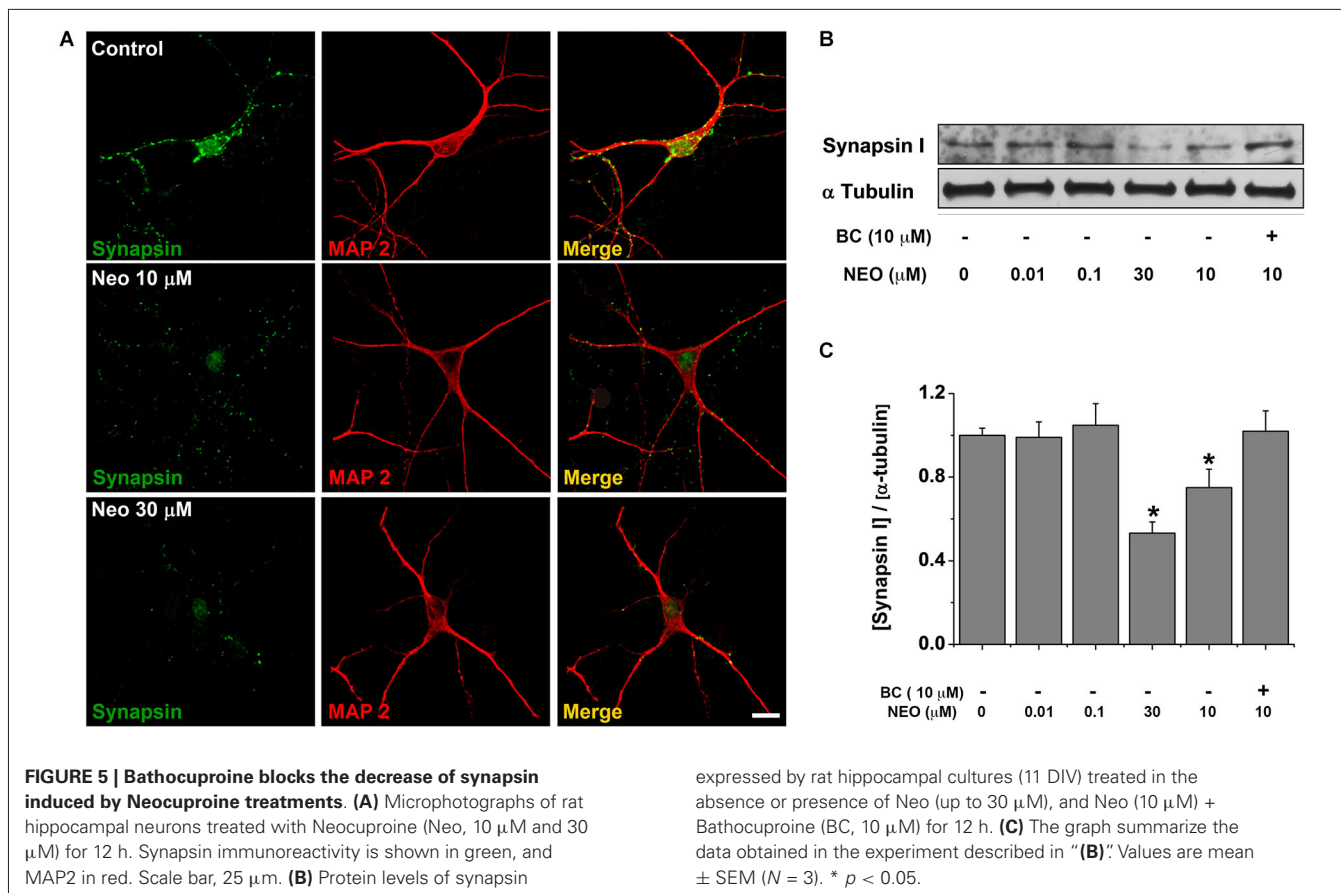 A
Control
Synapsin
MAP 2
Merge
Neo 10 μM
Synapsin
MAP 2
Merge
Neo 30 μM
Synapsin
MAP 2
Merge
B
Synapsin I
α Tubulin
BC (10 μM) - - - - - +
NEO (μM) 0 0.01 0.1 30 10 10
C
[Synapsin I] / [α-tubulin]
1.2
0.8
0.4
0.0
*
*
BC ( 10 μM) - - - - - +
NEO (μM) 0 0.01 0.1 30 10 10
FIGURE 5 | Bathocuproine blocks the decrease of synapsin
induced by Neocuproine treatments. (A) Microphotographs of rat
hippocampal neurons treated with Neocuproine (Neo, 10 μM and 30
μM) for 12 h. Synapsin immunoreactivity is shown in green, and
MAP2 in red. Scale bar, 25 μm. (B) Protein levels of synapsin
expressed by rat hippocampal cultures (11 DIV) treated in the
absence or presence of Neo (up to 30 μM), and Neo (10 μM) +
Bathocuproine (BC, 10 μM) for 12 h. (C) The graph summarize the
data obtained in the experiment described in “(B)”. Values are mean
± SEM (N = 3). * p < 0.05.